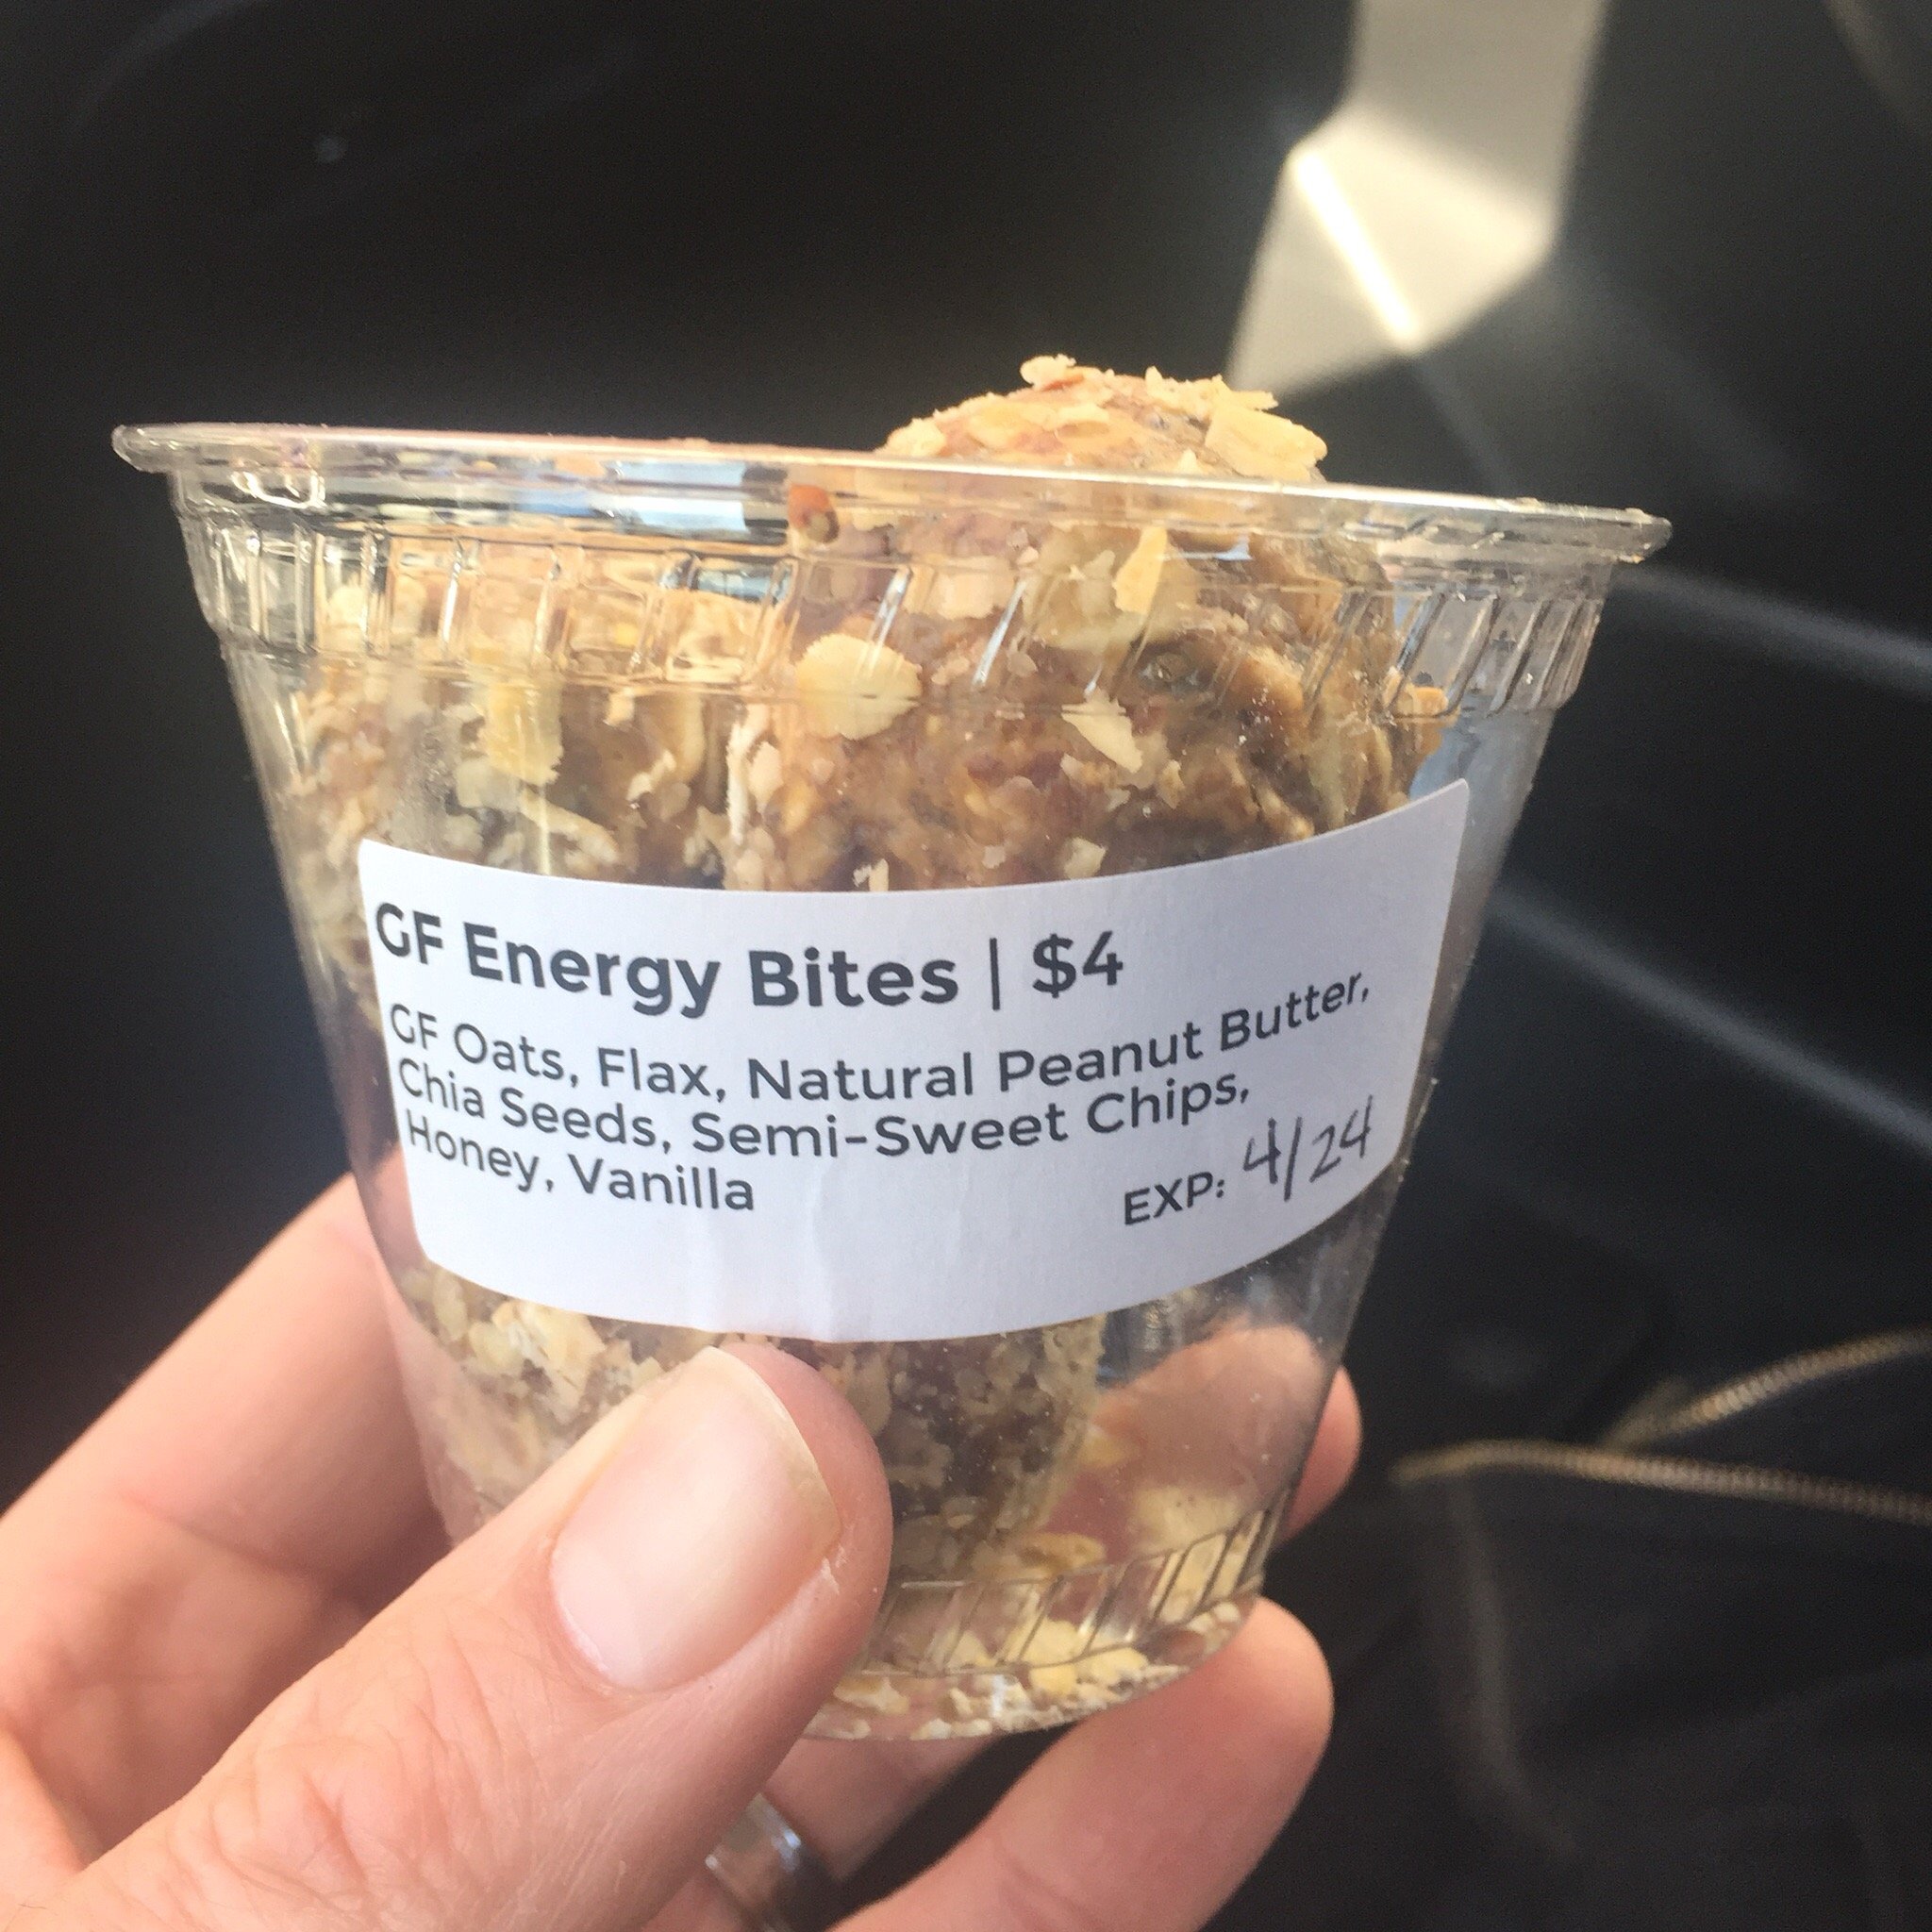 GF Energy Bites | $4
GF Oats, Flax, Natural Peanut Butter,
Chia Seeds, Semi-Sweet Chips,
Honey, Vanilla
EXP: 4/24